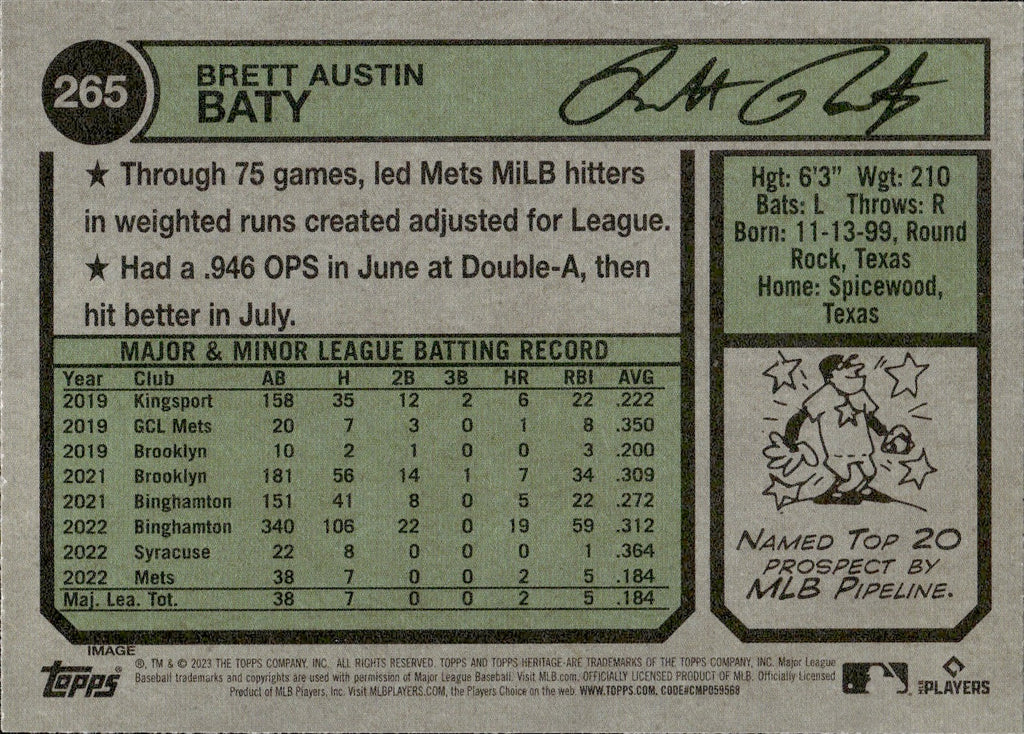 265
BRETT AUSTIN
BATY
Brett Baty
★ Through 75 games, led Mets MiLB hitters
in weighted runs created adjusted for League.
★ Had a .946 OPS in June at Double-A, then
hit better in July.
Hgt: 6'3" Wgt: 210
Bats: L Throws: R
Born: 11-13-99, Round
Rock, Texas
Home: Spicewood,
Texas
MAJOR & MINOR LEAGUE BATTING RECORD
Year Club AB H 2B 3B HR RBI AVG
2019 Kingsport 158 35 12 2 6 22 .222
2019 GCL Mets 20 7 3 0 1 8 .350
2019 Brooklyn 10 2 1 0 0 3 .200
2021 Brooklyn 181 56 14 1 7 34 .309
2021 Binghamton 151 41 8 0 5 22 .272
2022 Binghamton 340 106 22 0 19 59 .312
2022 Syracuse 22 8 0 0 0 1 .364
2022 Mets 38 7 0 0 2 5 .184
Maj. Lea. Tot. 38 7 0 0 2 5 .184
NAMED TOP 20
PROSPECT BY
MLB PIPELINE.
IMAGE
Topps®
®, TM & © 2023 THE TOPPS COMPANY, INC. ALL RIGHTS RESERVED. TOPPS AND TOPPS HERITAGE ARE TRADEMARKS OF THE TOPPS COMPANY, INC. Major League
Baseball trademarks and copyrights are used with permission of Major League Baseball. Visit MLB.com. OFFICIALLY LICENSED PRODUCT OF MLB. Officially Licensed
Product of MLB Players, Inc. Visit MLBPLAYERS.COM, the Players Choice on the web. WWW.TOPPS.COM. CODE#CMP059568
MLB PLAYERS